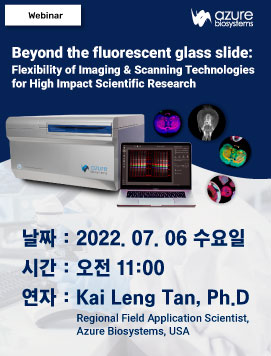 Webinar
azure
biosystems
Beyond the fluorescent glass slide:
Flexibility of Imaging & Scanning Technologies
for High Impact Scientific Research
날짜 : 2022. 07. 06 수요일
시간 : 오전 11:00
연자 : Kai Leng Tan, Ph.D
Regional Field Application Scientist,
Azure Biosystems, USA